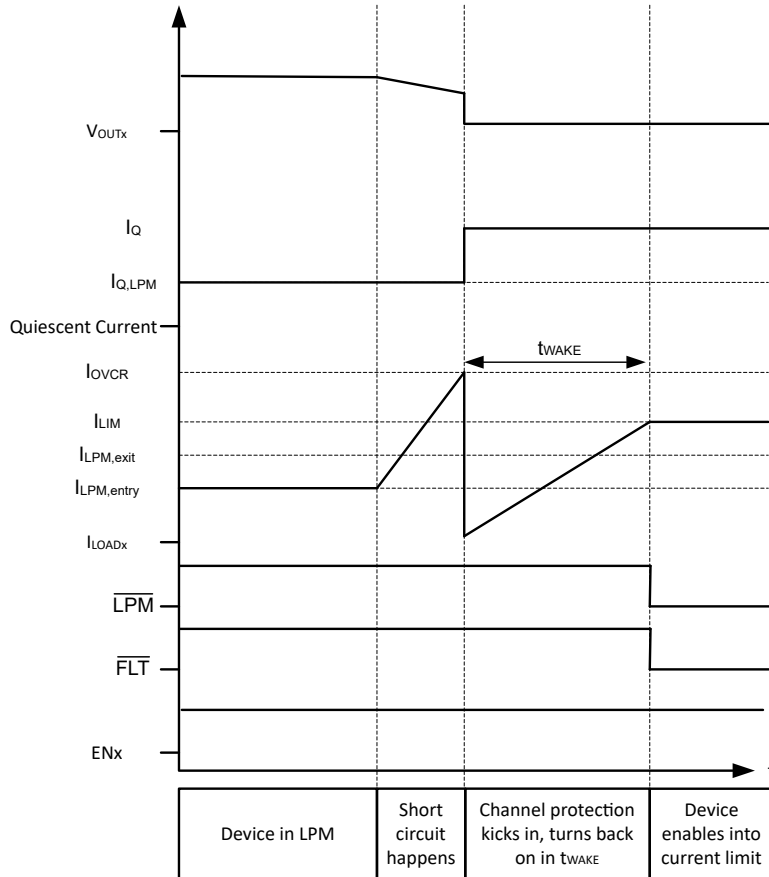 VOUTx
IQ
IQ,LPM
Quiescent Current
tWAKE
IOVCR
ILIM
ILPM,exit
ILPM,entry
ILOADx
LPM
FLT
ENx
Device in LPM
Short
circuit
happens
Channel protection
kicks in, turns back
on in tWAKE
Device
enables into
current limit